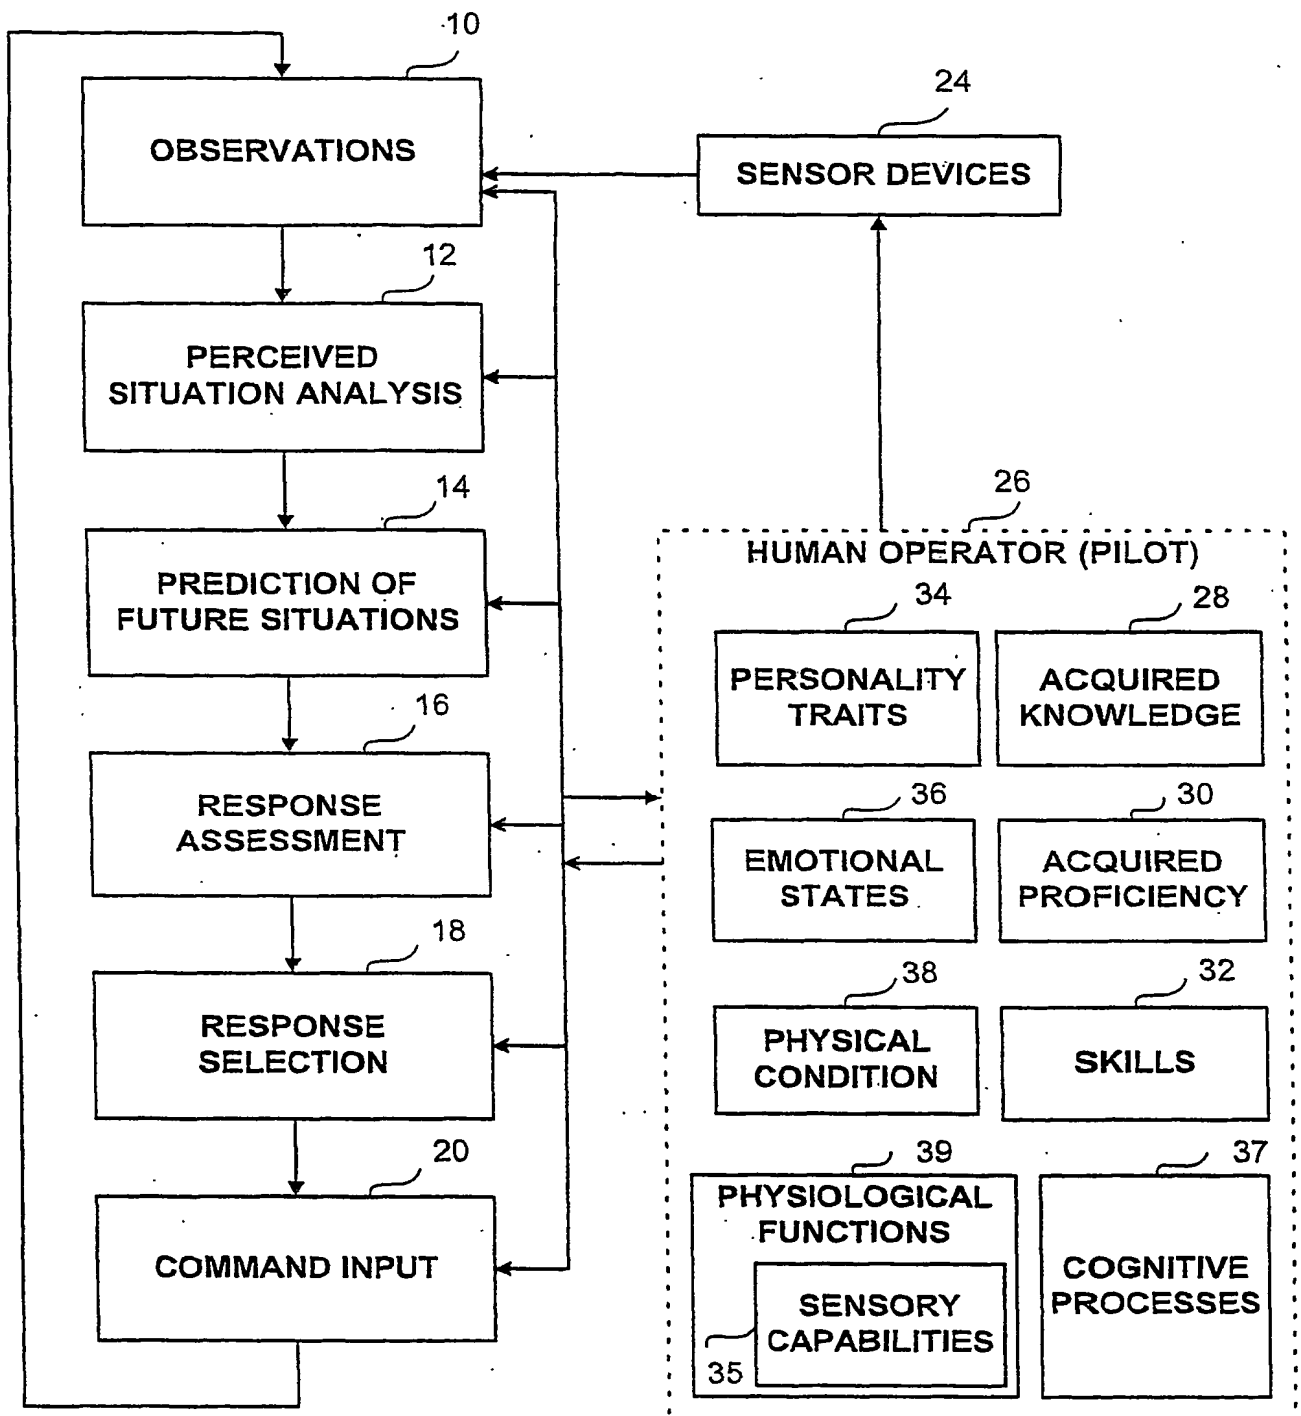 10
OBSERVATIONS
24
SENSOR DEVICES
12
PERCEIVED
SITUATION ANALYSIS
14
PREDICTION OF
FUTURE SITUATIONS
16
RESPONSE
ASSESSMENT
18
RESPONSE
SELECTION
20
COMMAND INPUT
26
HUMAN OPERATOR (PILOT)
34
PERSONALITY
TRAITS
28
ACQUIRED
KNOWLEDGE
36
EMOTIONAL
STATES
30
ACQUIRED
PROFICIENCY
38
PHYSICAL
CONDITION
32
SKILLS
39
PHYSIOLOGICAL
FUNCTIONS
SENSORY
CAPABILITIES
35
37
COGNITIVE
PROCESSES